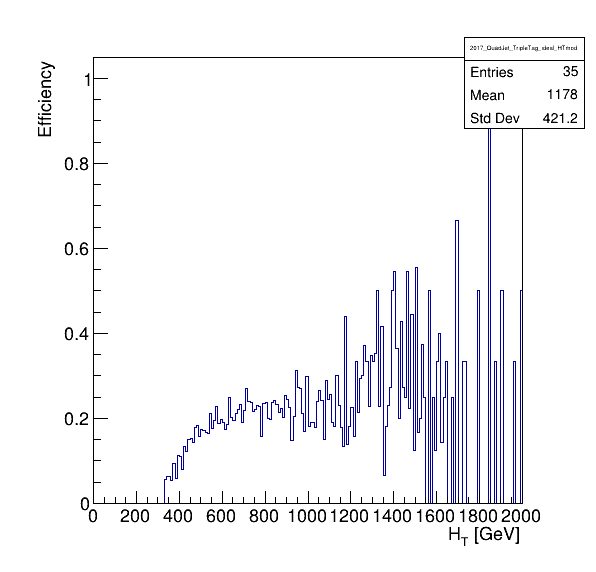 2017_QuadJet_TripleTag_ideal_HTmod
Entries 35
Mean 1178
Std Dev 421.2
Efficiency
1
0.8
0.6
0.4
0.2
0
0 200 400 600 800 1000 1200 1400 1600 1800 2000
H_T [GeV]